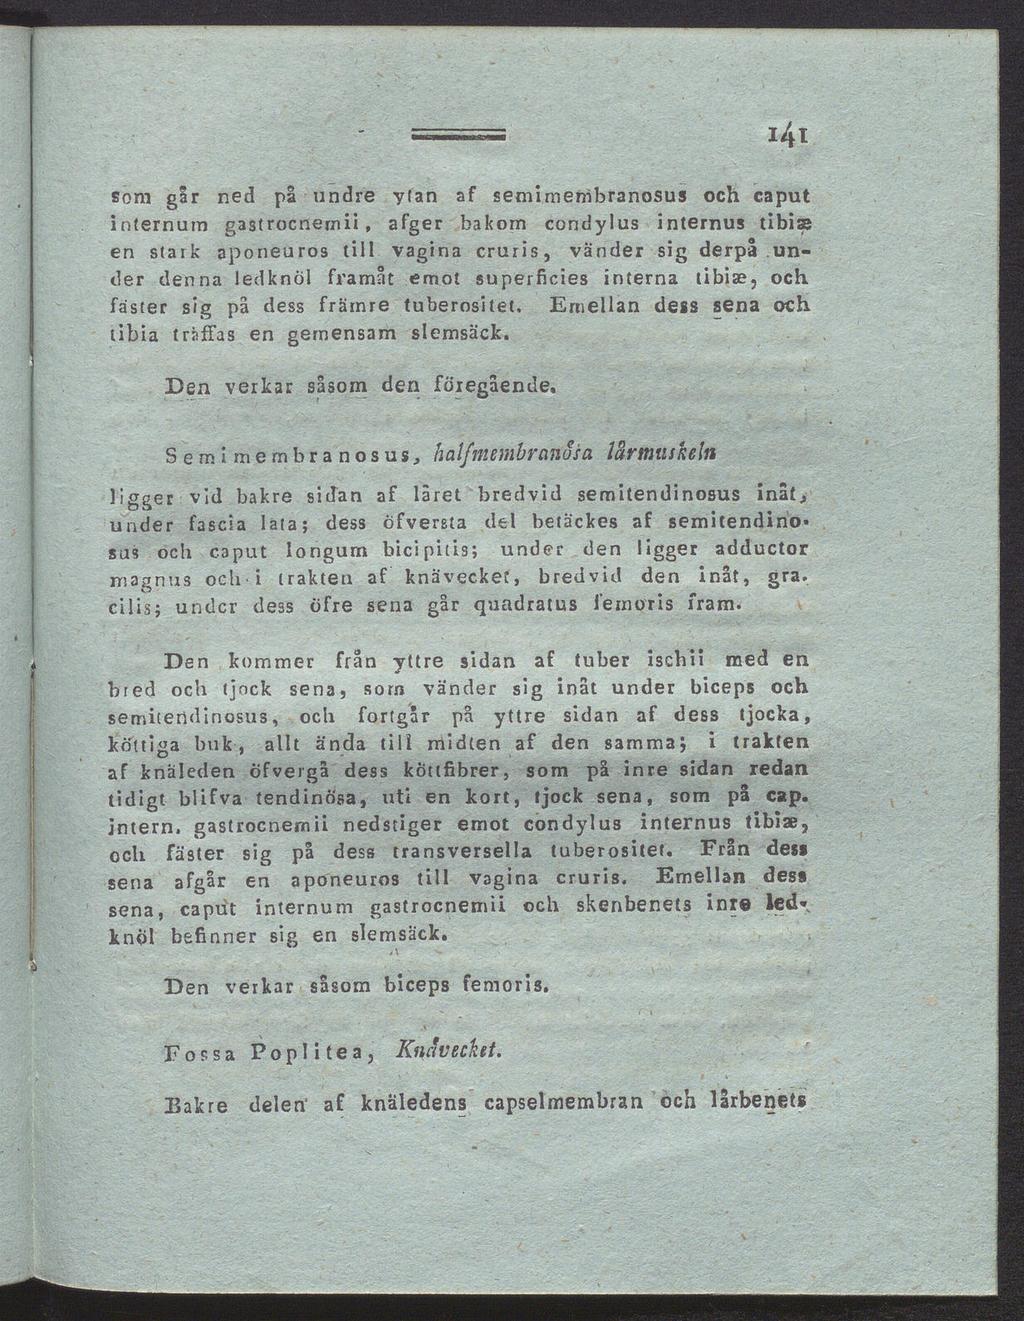 141
som går ned på undre ytan af semimembranosus och caput
internum gastrocnemii, afger bakom condylus internus tibiæ
en stark aponeuros till vagina cruris, vänder sig derpå un-
der denna ledknöl framåt emot superficies interna tibiæ, och
fäster sig på dess främre tuberositet. Emellan dess sena och
tibia träffas en gemensam slemsäck.
Den verkar såsom den föregående.
Semimembranosus, halfmembranösa lårmuskeln
ligger vid bakre sidan af låret bredvid semitendinosus inåt,
under fascia lata; dess öfversta del betäckes af semitendino-
sus och caput longum bicipitis; under den ligger adductor
magnus och i trakten af knävecket, bredvid den inåt, gra-
cilis; under dess öfre sena går quadratus femoris fram.
Den kommer från yttre sidan af tuber ischii med en
bred och tjock sena, som vänder sig inåt under biceps och
semitendinosus, och fortgår på yttre sidan af dess tjocka,
köttiga buk, allt ända till midten af den samma; i trakten
af knäleden öfvergå dess köttfibrer, som på inre sidan redan
tidigt blifva tendinösa, uti en kort, tjock sena, som på cap.
intern. gastrocnemii nedstiger emot condylus internus tibiæ,
och fäster sig på dess transversella tuberositet. Från dess
sena afgår en aponeuros till vagina cruris. Emellan dess
sena, caput internum gastrocnemii och skenbenets inre led-
knöl befinner sig en slemsäck.
Den verkar såsom biceps femoris.
Fossa Poplitea, Knävecket.
Bakre delen af knäledens capselmembran och lårbenets